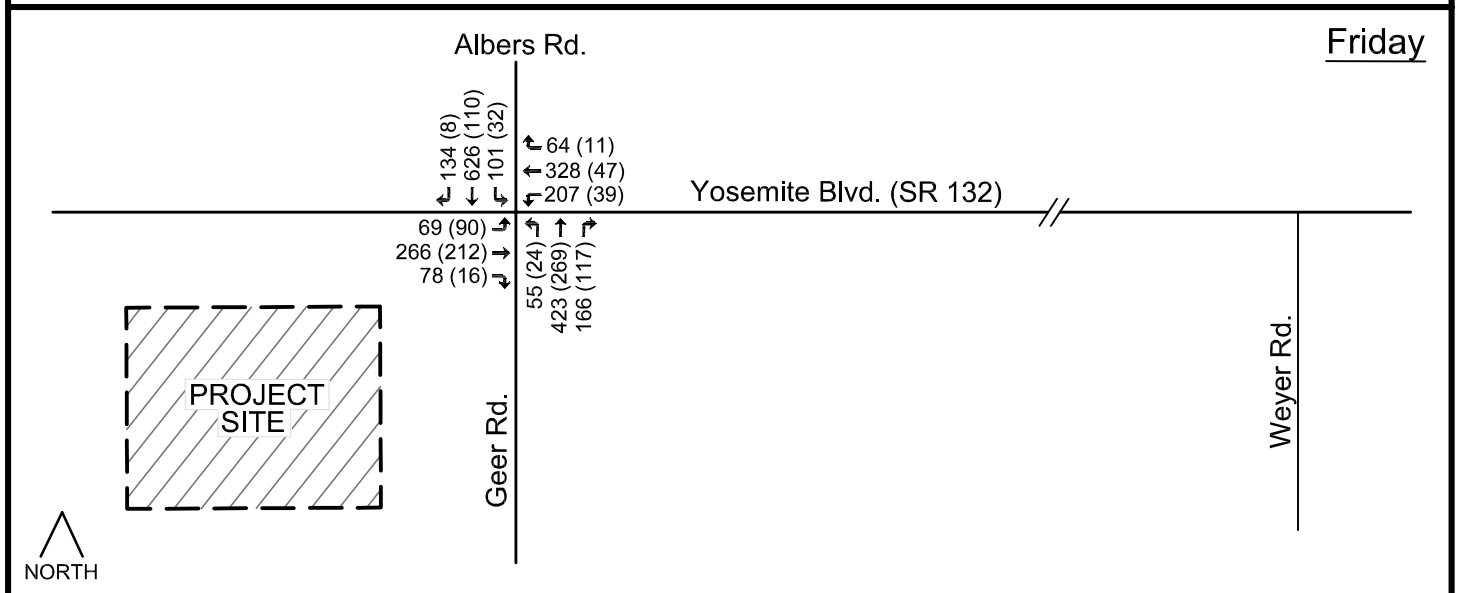 Friday
Albers Rd.
134 (8)
626 (110)
101 (32)
64 (11)
328 (47)
207 (39)
Yosemite Blvd. (SR 132)
69 (90)
266 (212)
78 (16)
55 (24)
423 (269)
166 (117)
PROJECT
SITE
Geer Rd.
Weyer Rd.
NORTH